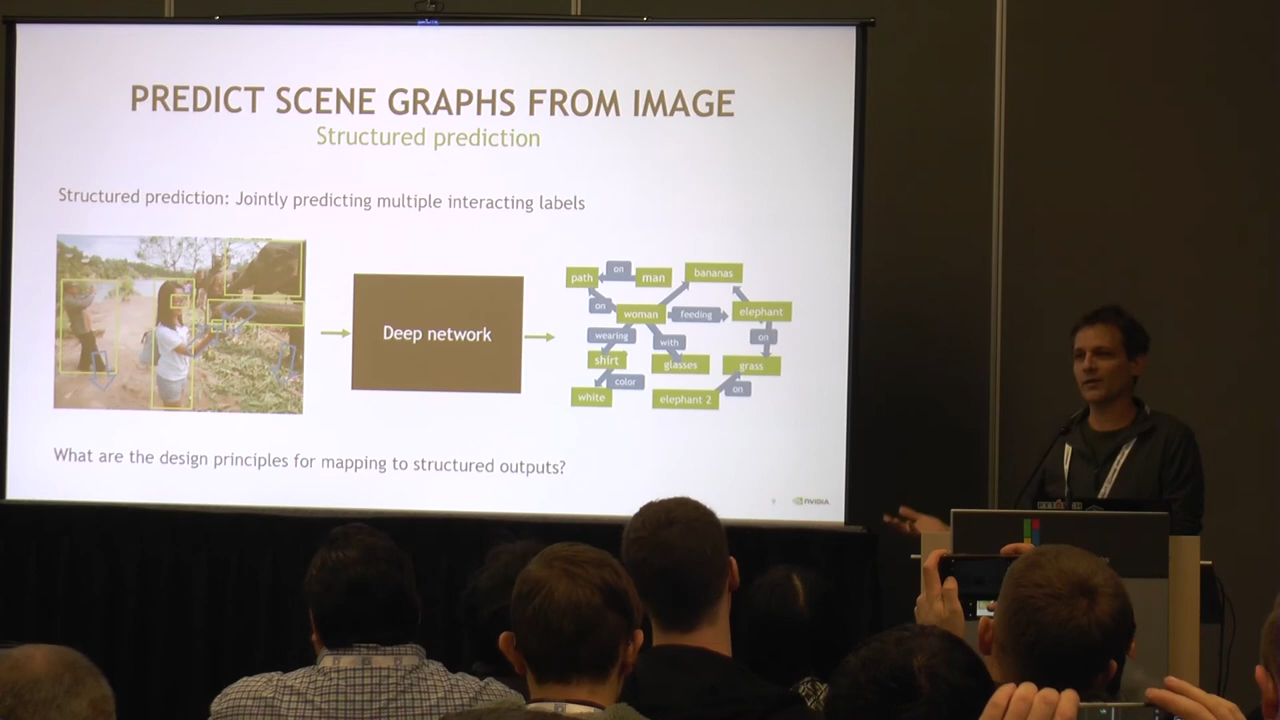 PREDICT SCENE GRAPHS FROM IMAGE
Structured prediction
Structured prediction: Jointly predicting multiple interacting labels
Deep network
path
on
man
bananas
on
woman
feeding
elephant
wearing
with
on
shirt
glasses
grass
color
on
white
elephant 2
What are the design principles for mapping to structured outputs?
NVIDIA